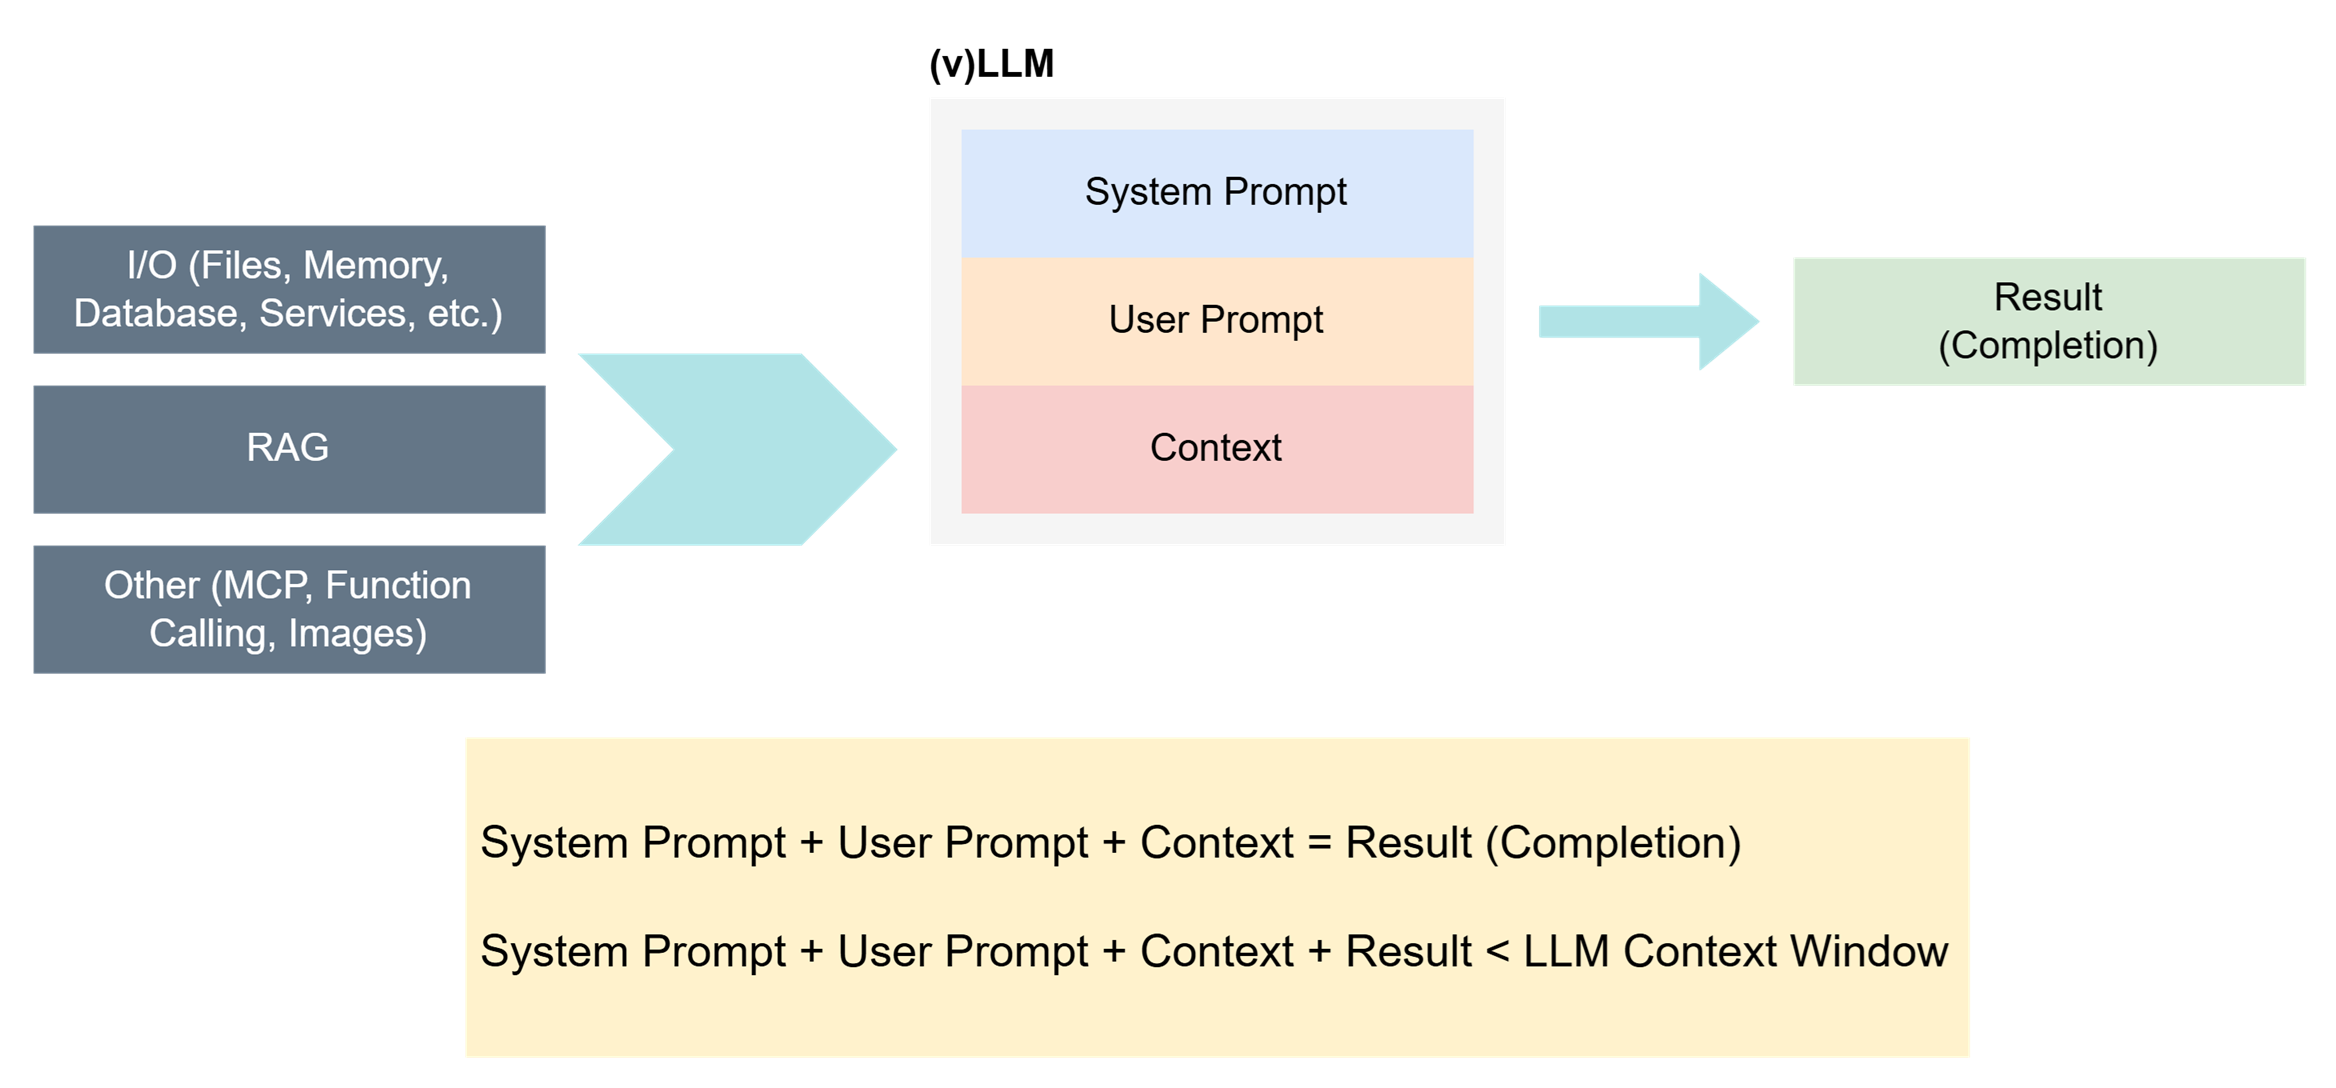 (v)LLM
I/O (Files, Memory,
Database, Services, etc.)
RAG
Other (MCP, Function
Calling, Images)
System Prompt
User Prompt
Context
Result
(Completion)
System Prompt + User Prompt + Context = Result (Completion)
System Prompt + User Prompt + Context + Result < LLM Context Window